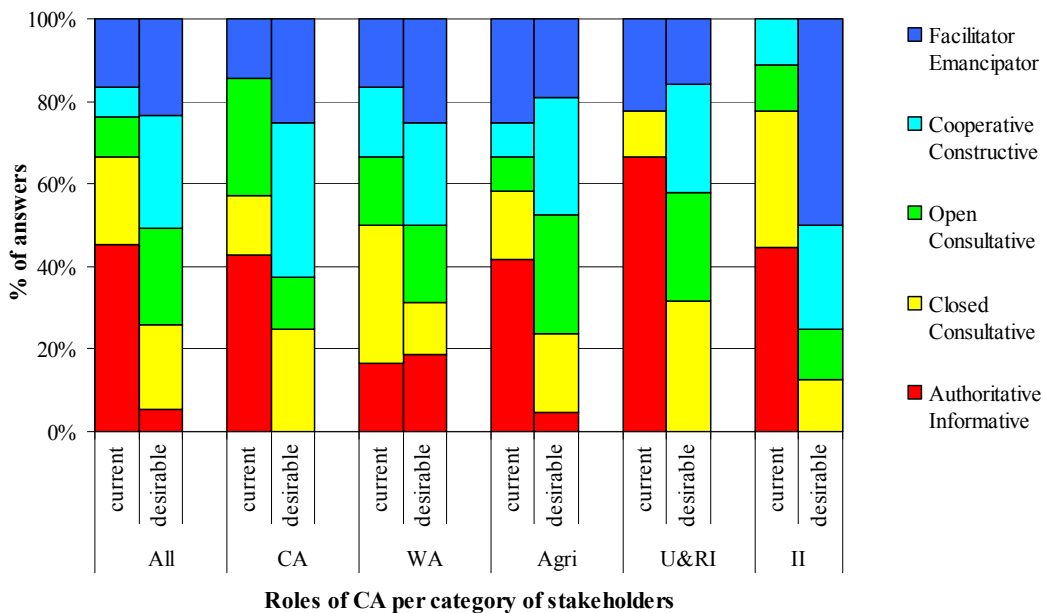 100%
80%
60%
40%
20%
0%
% of answers
current
desirable
current
desirable
current
desirable
current
desirable
current
desirable
current
desirable
All
CA
WA
Agri
U&RI
II
Roles of CA per category of stakeholders
Facilitator
Emancipator
Cooperative
Constructive
Open
Consultative
Closed
Consultative
Authoritative
Informative